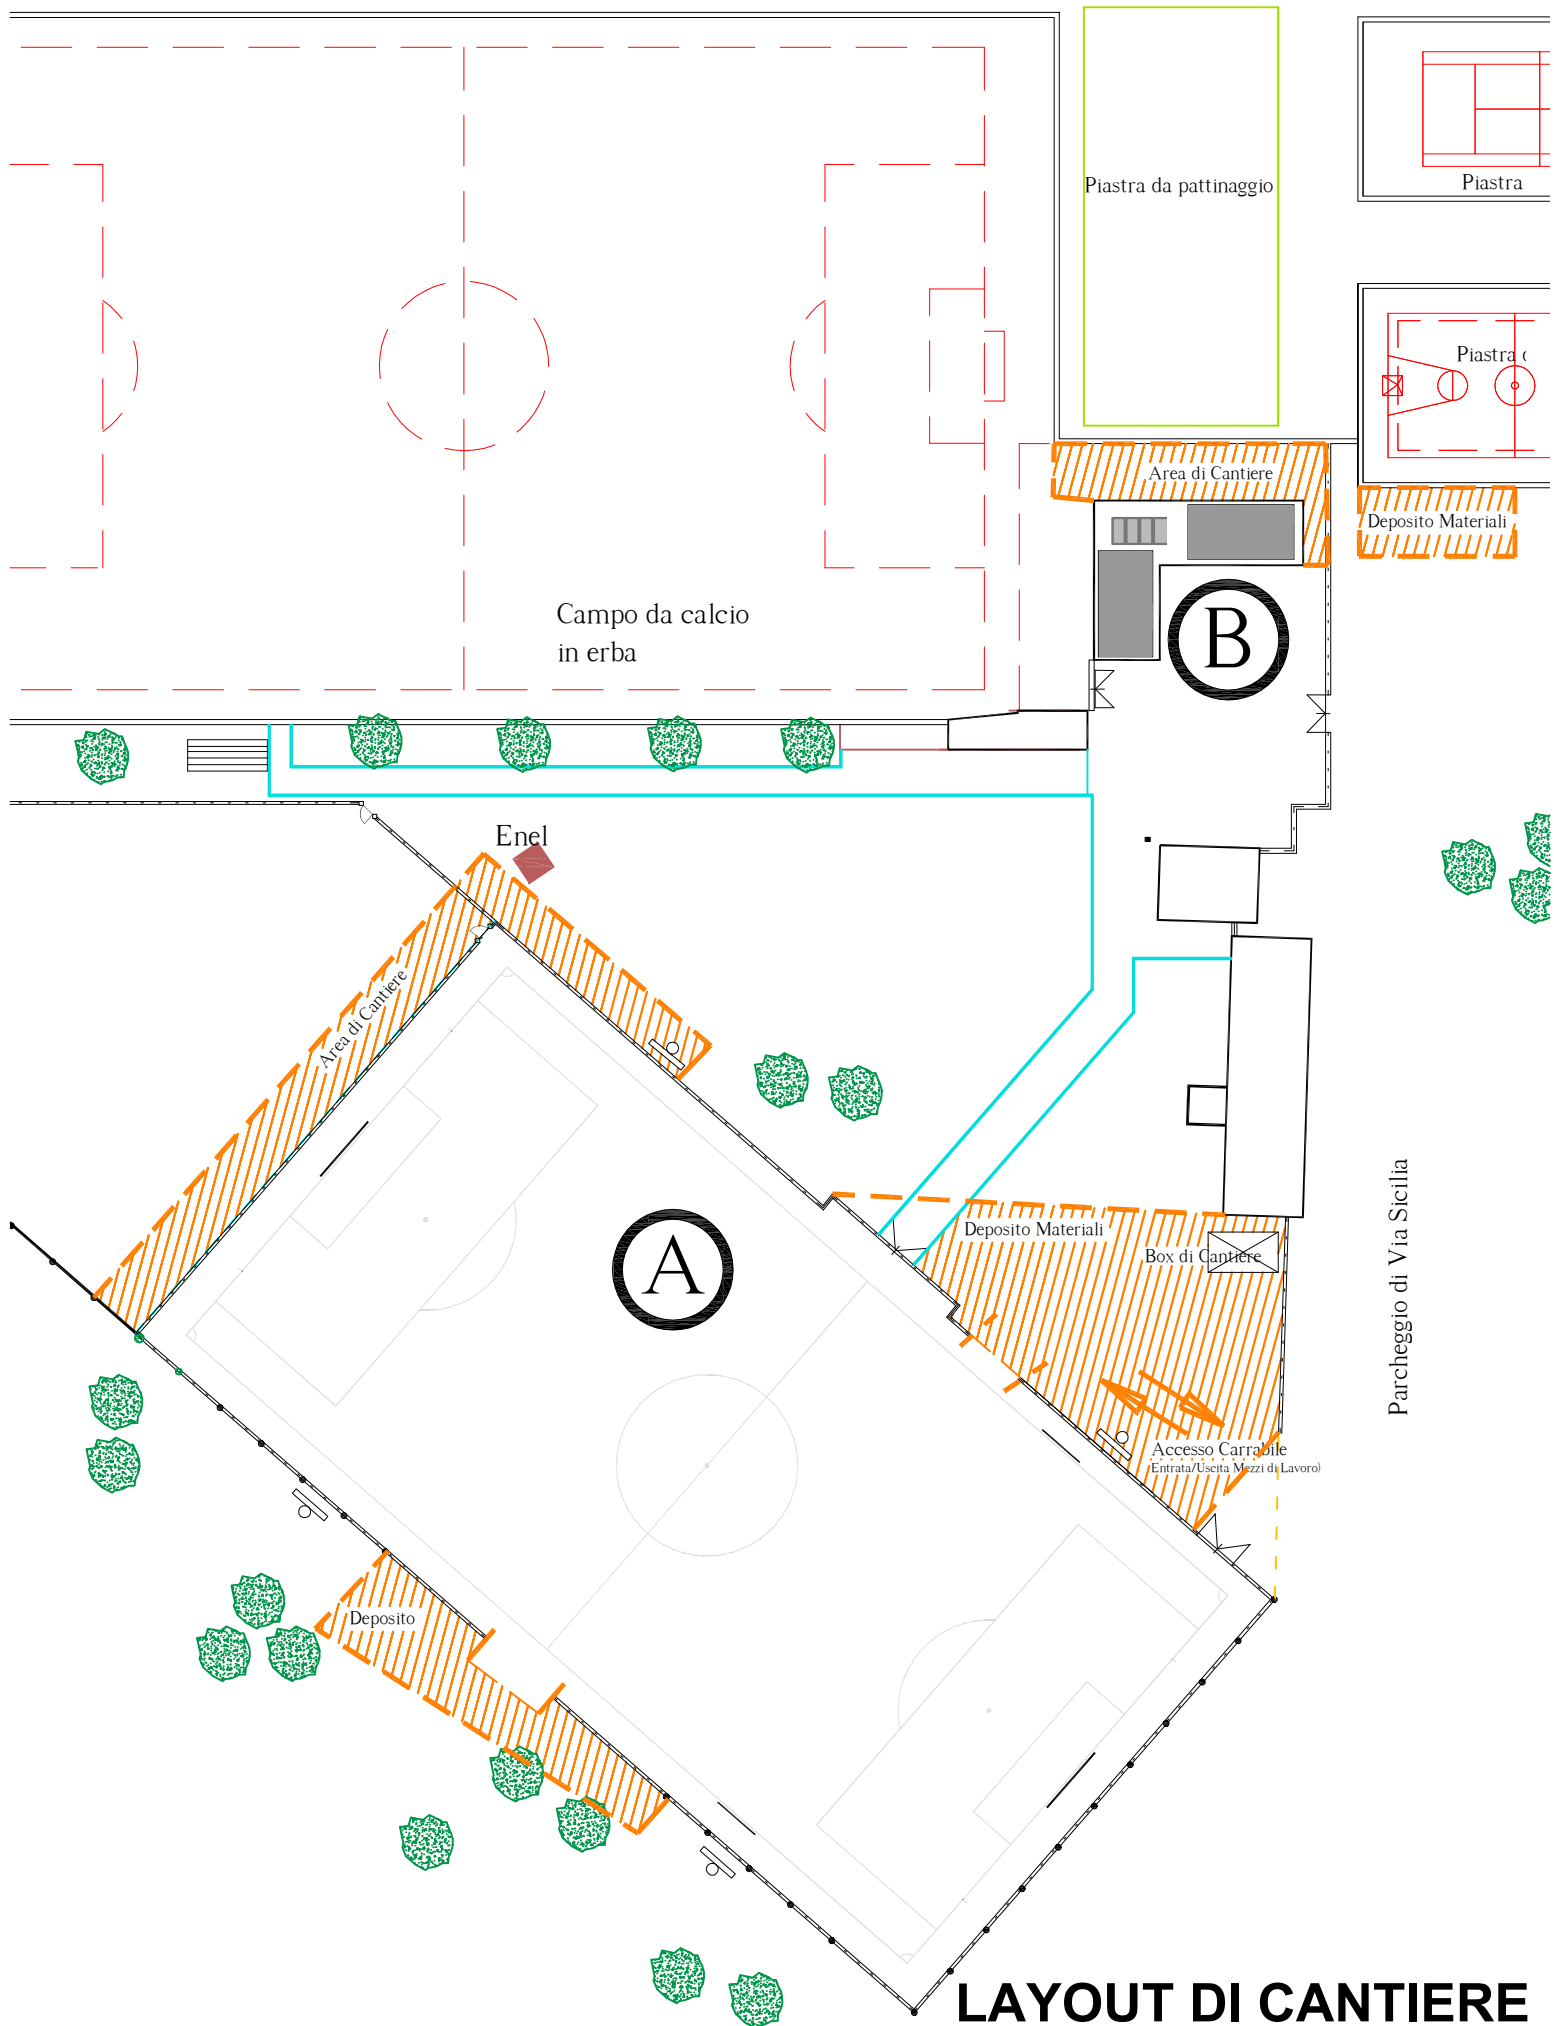 Piastra da pattinaggio
Piastra
Piastra
Area di Cantiere
Deposito Materiali
Campo da calcio
in erba
B
Enel
Area di Cantiere
A
Deposito Materiali
Box di Cantiere
Parcheggio di Via Sicilia
Accesso Carrabile
Entrata/Uscita Mezzi di Lavoro)
Deposito
LAYOUT DI CANTIERE